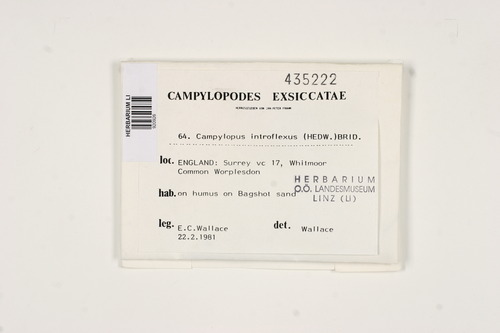 435222
HERBARIUM LI
CAMPYLOPODES EXSICCATAE
64. Campylopus introflexus (HEDW.)BRID.
loc. ENGLAND: Surrey vc 17, Whitmoor
Common Worplesdon
HERBARIUM
O.Ö. LANDESMUSEUM
LINZ (LI)
hab. on humus on Bagshot sand
leg. E.C.Wallace det. Wallace
22.2.1981